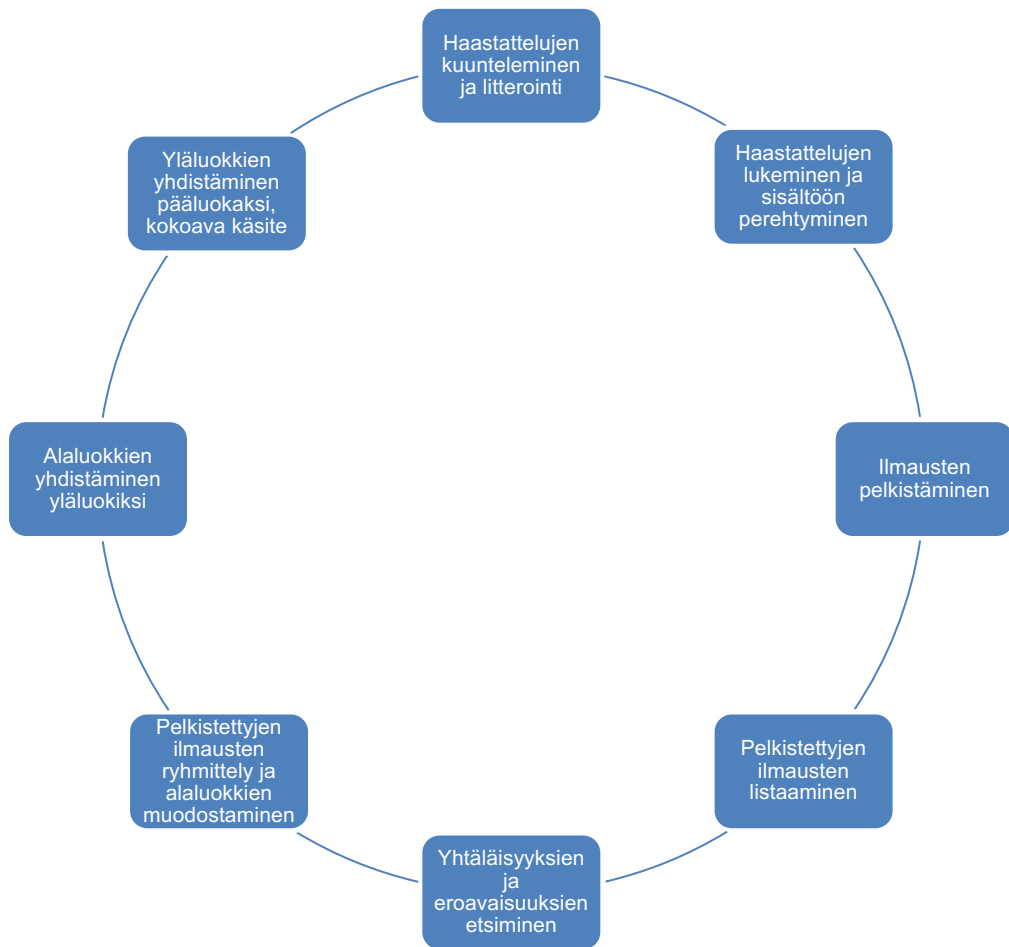 Haastattelujen
kuunteleminen
ja litterointi
Haastattelujen
lukeminen ja
sisältöön
perehtyminen
Ilmausten
pelkistäminen
Pelkistettyjen
ilmausten
listaaminen
Yhtäläisyyksien
ja
eroavaisuuksien
etsiminen
Pelkistettyjen
ilmausten
ryhmittely ja
alaluokkien
muodostaminen
Alaluokkien
yhdistäminen
yläluokiksi
Yläluokkien
yhdistäminen
pääluokaksi,
kokoava käsite